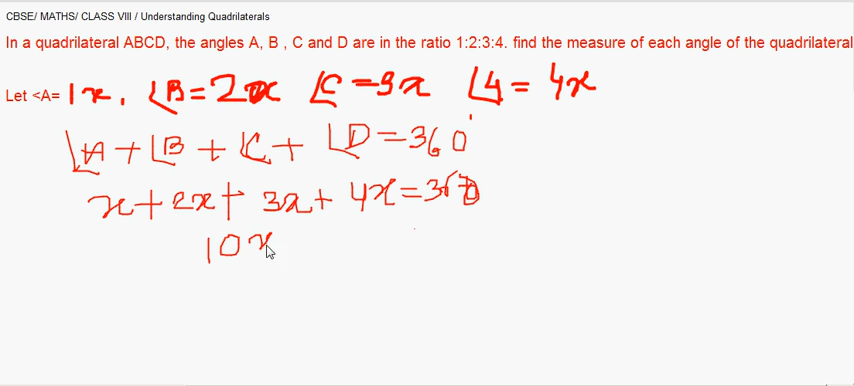 CBSE/ MATHS/ CLASS VIII / Understanding Quadrilaterals
In a quadrilateral ABCD, the angles A, B , C and D are in the ratio 1:2:3:4. find the measure of each angle of the quadrilateral
Let <A= 1x, ∠B=2x ∠C=3x ∠4=4x
∠A+∠B+∠C+∠D=360°
x+2x+3x+4x=360
10x